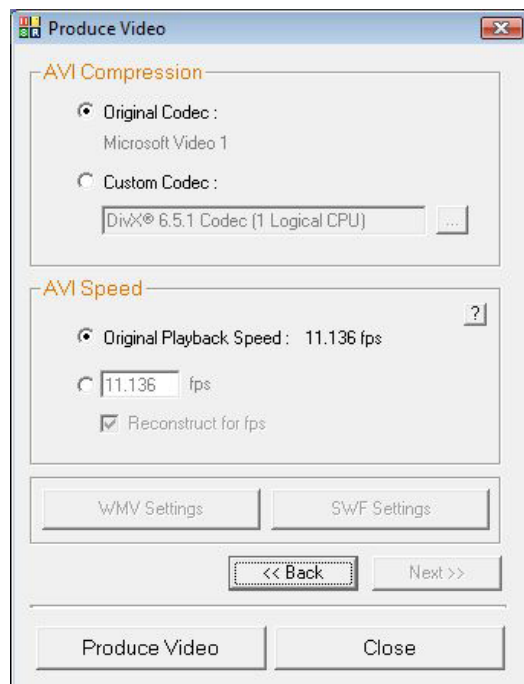 Produce Video
AVI Compression
Original Codec :
Microsoft Video 1
Custom Codec :
DivX® 6.5.1 Codec (1 Logical CPU)
...
AVI Speed
?
Original Playback Speed : 11.136 fps
11.136 fps
Reconstruct for fps
WMV Settings SWF Settings
<< Back Next >>
Produce Video Close